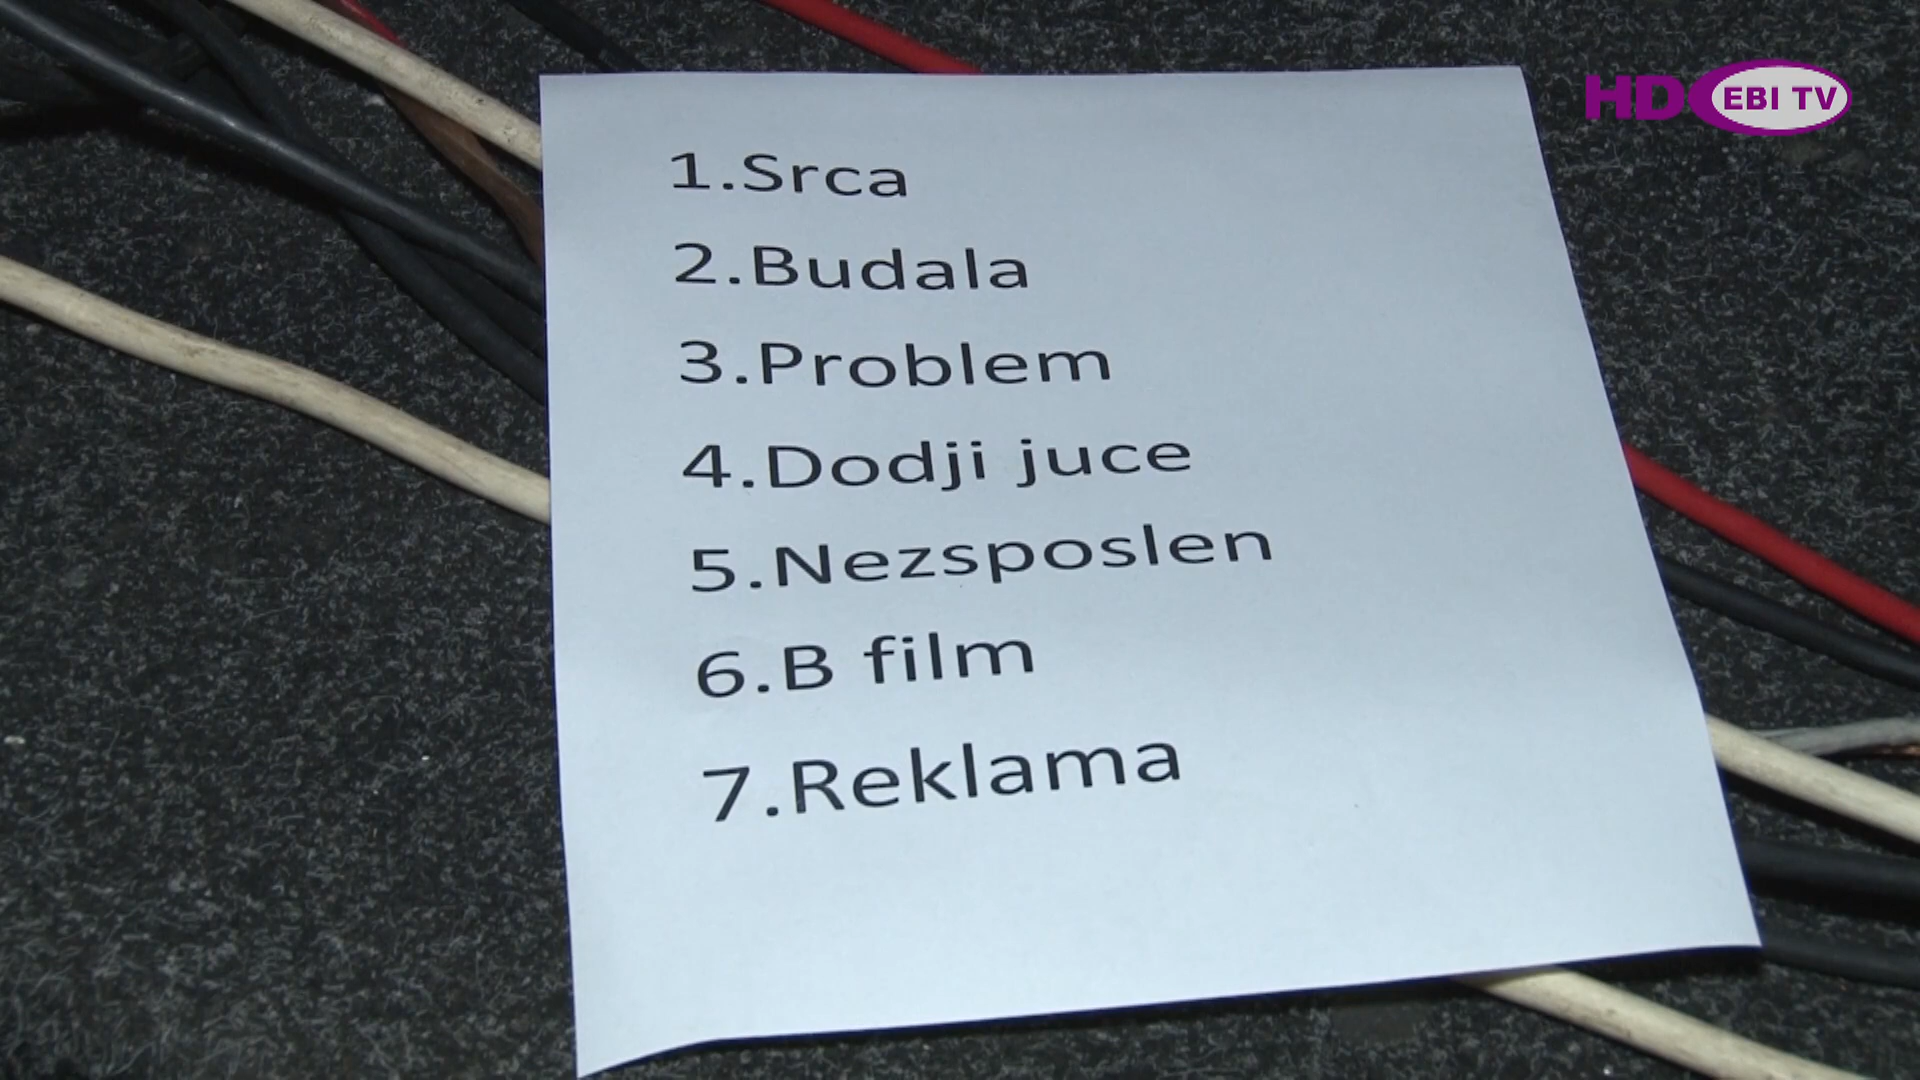 HD EBI TV
1.Srca
2.Budala
3.Problem
4.Dodji juce
5.Nezsposlen
6.B film
7.Reklama